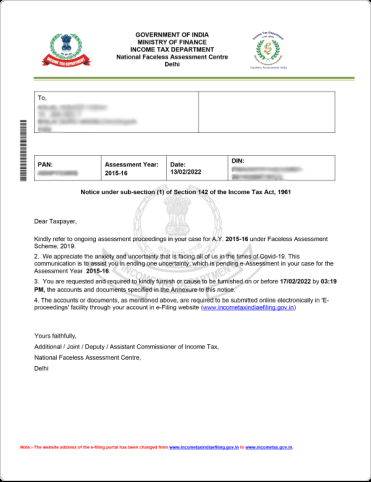 GOVERNMENT OF INDIA
MINISTRY OF FINANCE
INCOME TAX DEPARTMENT
National Faceless Assessment Centre
Delhi
INCOME TAX DEPARTMENT
Income Tax Department
Faceless Assessment, India
To,
PAN:
Assessment Year:
2015-16
Date:
13/02/2022
DIN:
Notice under sub-section (1) of Section 142 of the Income Tax Act, 1961
Dear Taxpayer,
Kindly refer to ongoing assessment proceedings in your case for A.Y. 2015-16 under Faceless Assessment
Scheme, 2019.
2. We appreciate the anxiety and uncertainty that is facing all of us in the times of Covid-19. This
communication is to assist you in ending one uncertainty, which is pending e-Assessment in your case for the
Assessment Year 2015-16.
3. You are requested and required to kindly furnish or cause to be furnished on or before 17/02/2022 by 03:19
PM, the accounts and documents specified in the Annexure to this notice.
4. The accounts or documents, as mentioned above, are required to be submitted online electronically in 'E-
proceedings' facility through your account in e-Filing website (www.incometaxindiaefiling.gov.in)
INCOME TAX DEPARTMENT
Yours faithfully,
Additional / Joint / Deputy / Assistant Commissioner of Income Tax,
National Faceless Assessment Centre,
Delhi
Note:- The website address of the e-filing portal has been changed from www.incometaxindiaefiling.gov.in to www.incometax.gov.in.